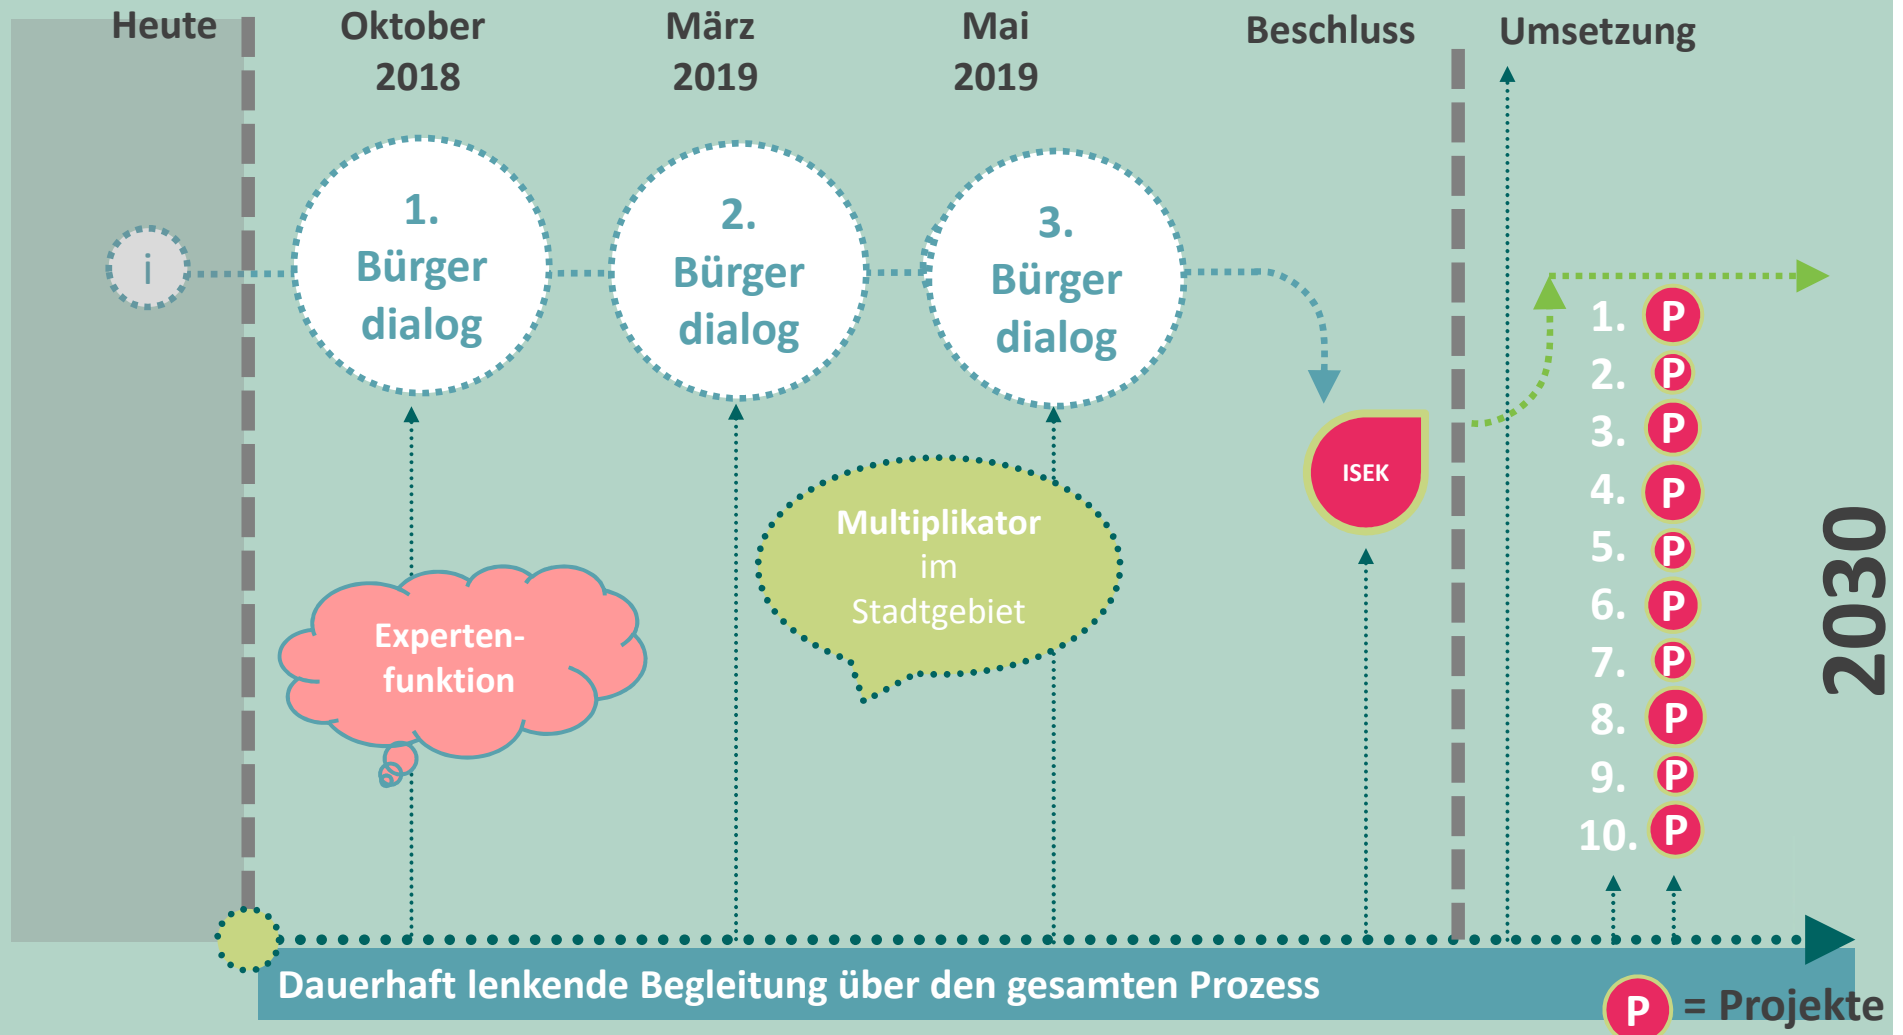 Heute
Oktober
2018
März
2019
Mai
2019
Beschluss
Umsetzung
i
1.
Bürger
dialog
2.
Bürger
dialog
3.
Bürger
dialog
ISEK
Experten-
funktion
Multiplikator
im
Stadtgebiet
1. P
2. P
3. P
4. P
5. P
6. P
7. P
8. P
9. P
10. P
2030
Dauerhaft lenkende Begleitung über den gesamten Prozess
P = Projekte